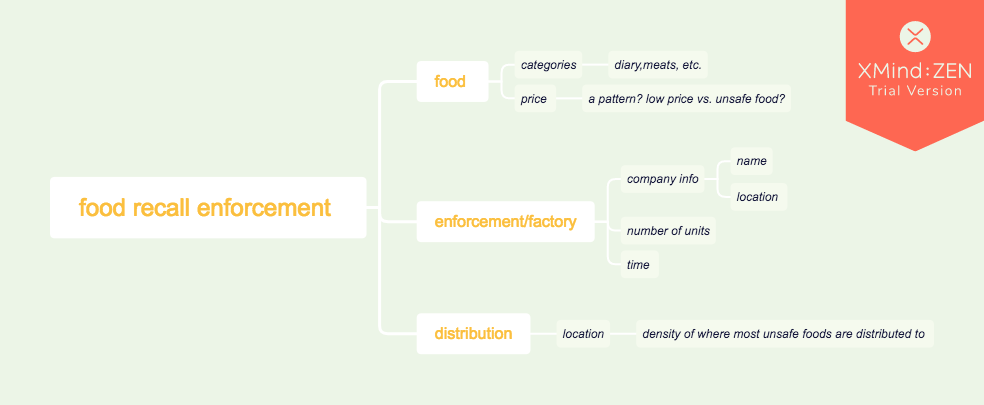 XMind:ZEN
Trial Version
food recall enforcement
food
categories
diary,meats, etc.
price
a pattern? low price vs. unsafe food?
enforcement/factory
company info
name
location
number of units
time
distribution
location
density of where most unsafe foods are distributed to